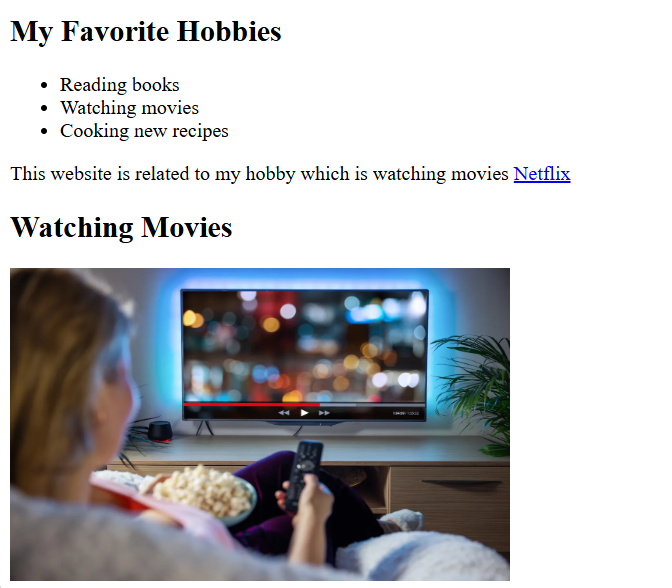 My Favorite Hobbies
Reading books
Watching movies
Cooking new recipes
This website is related to my hobby which is watching movies Netflix
Watching Movies